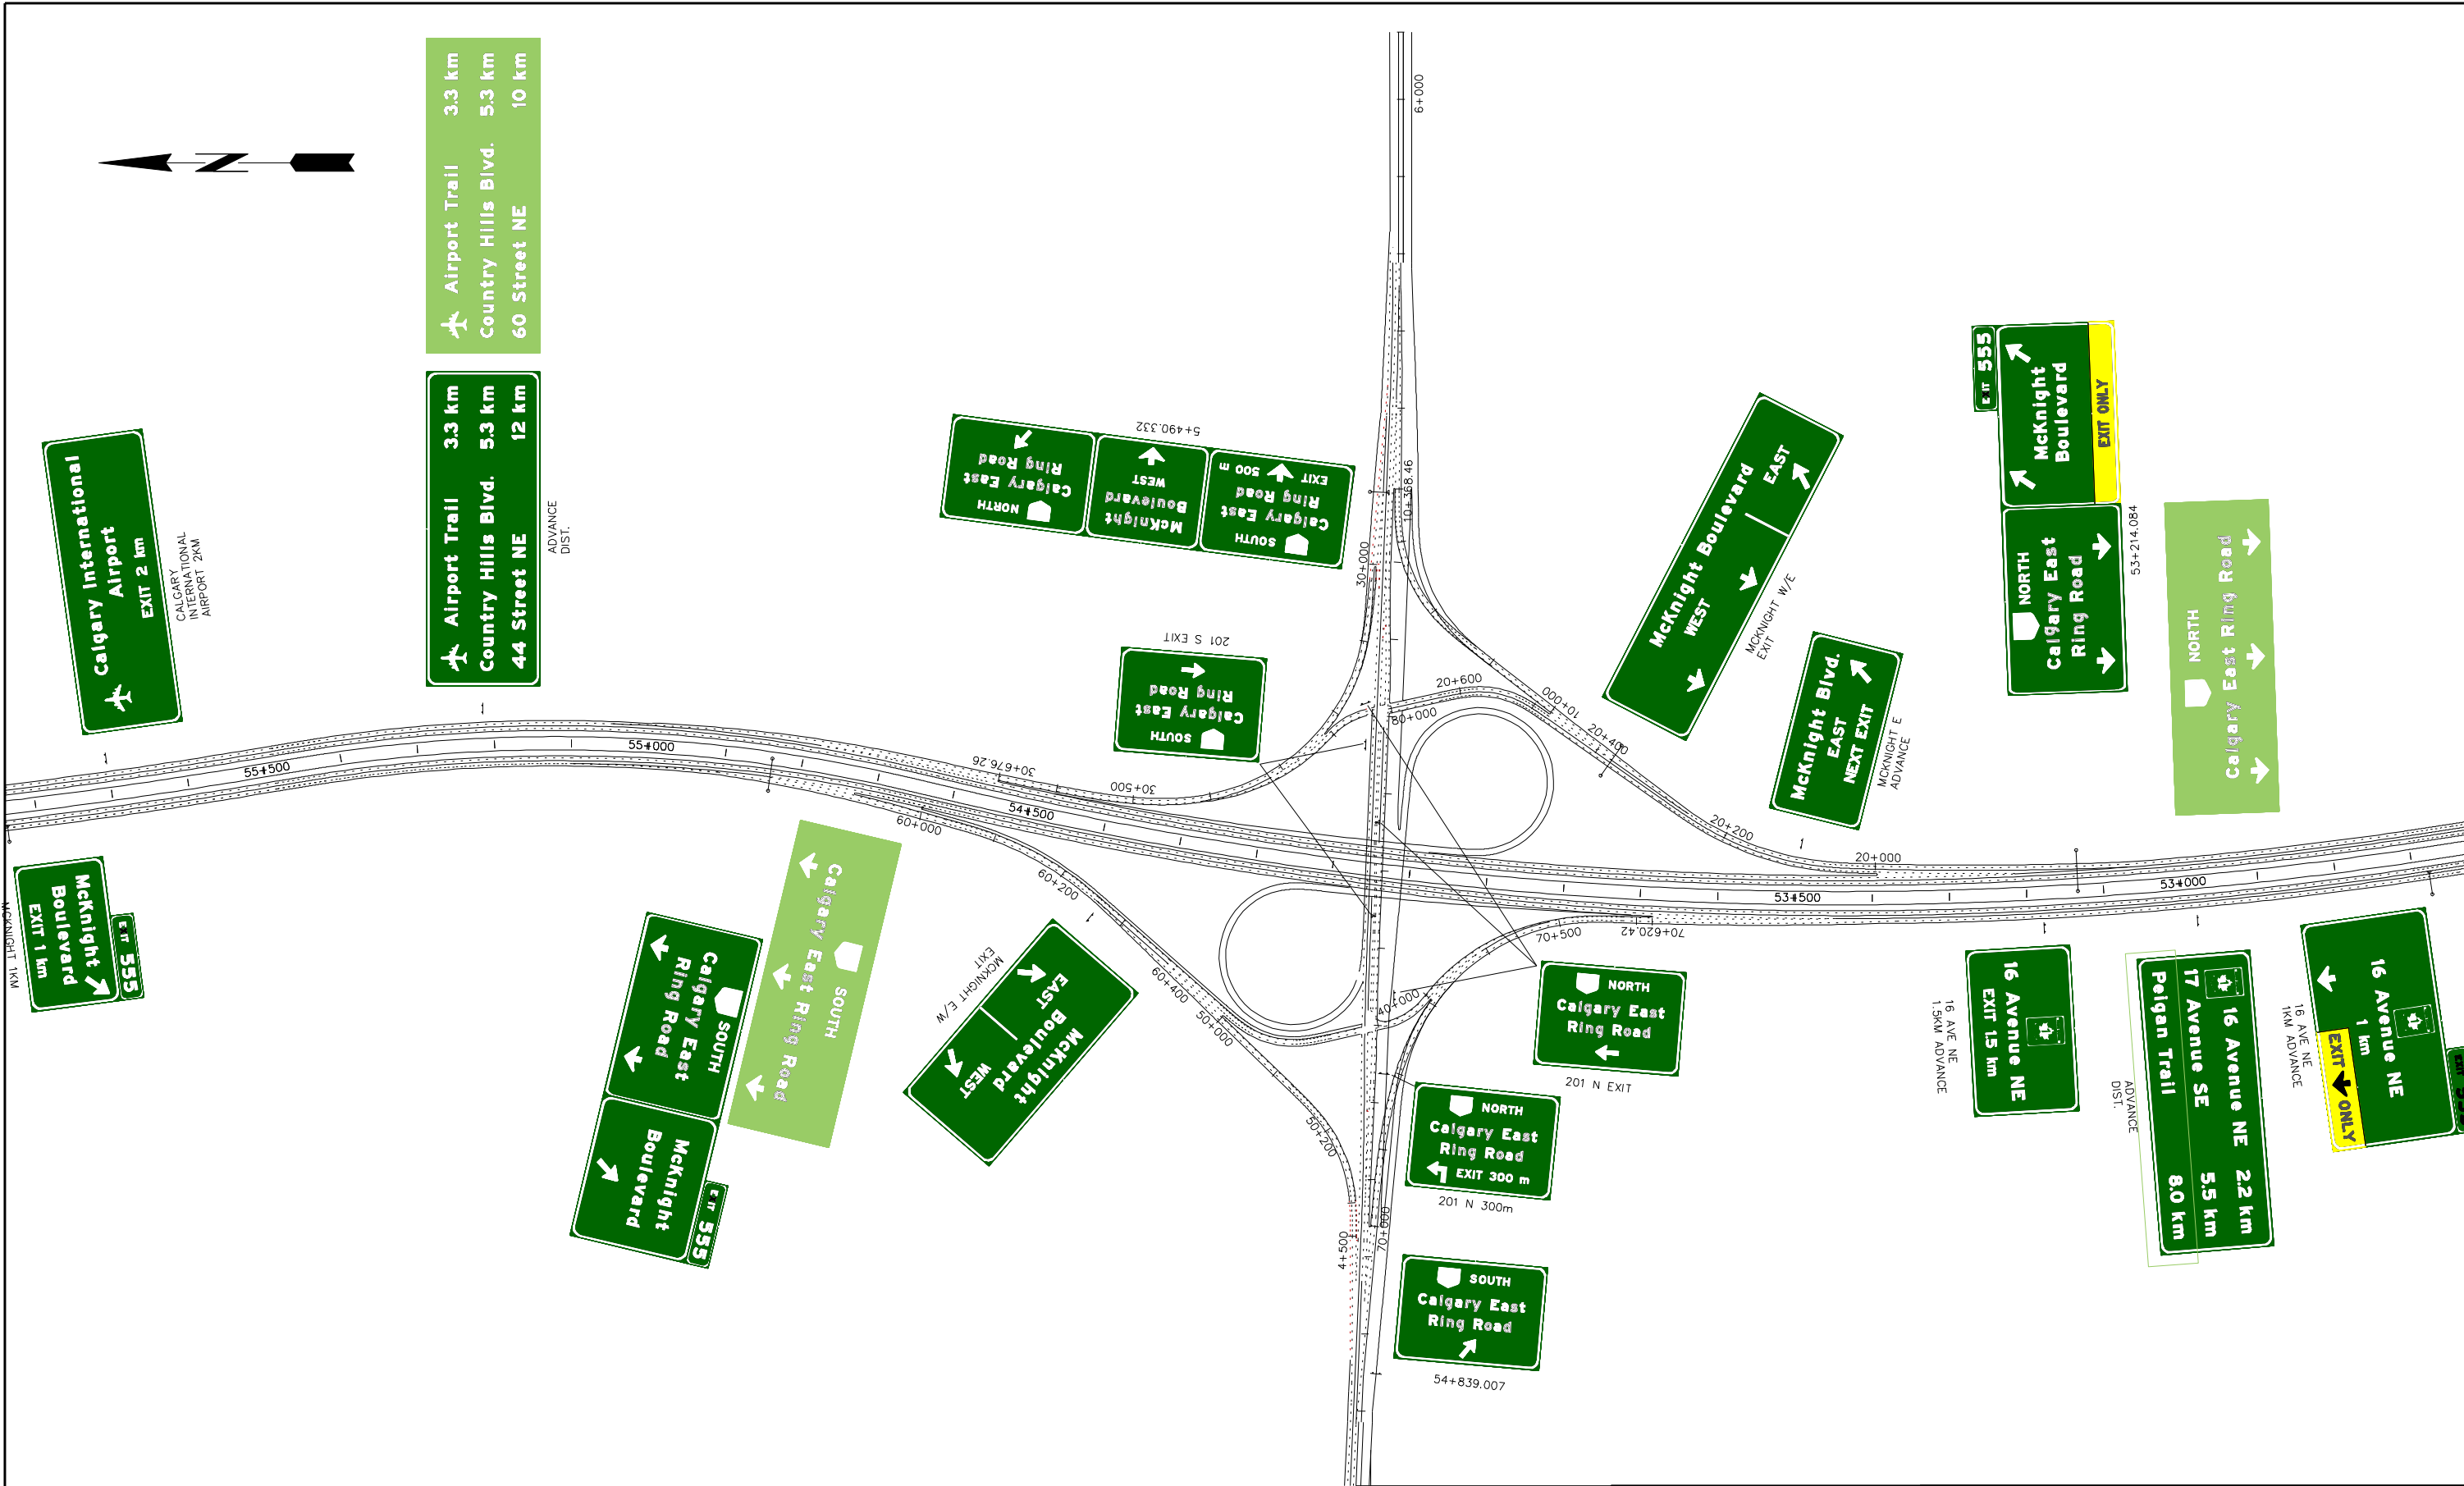 Airport Trail 3.3 km
Country Hills Blvd. 5.3 km
60 Street NE 10 km
Airport Trail 3.3 km
Country Hills Blvd. 5.3 km
44 Street NE 12 km
ADVANCE
DIST.
Calgary International
Airport
EXIT 2 km
CALGARY
INTERNATIONAL
AIRPORT 2KM
N
6+000
5+490.332
NORTH
Calgary East
Ring Road
McKnight
Boulevard
WEST
SOUTH
Calgary East
Ring Road
EXIT 500 m
10+368.46
30+000
201 S EXIT
SOUTH
Calgary East
Ring Road
McKnight Boulevard
WEST EAST
MCKNIGHT W/E
EXIT
McKnight Blvd.
EAST
NEXT EXIT
MCKNIGHT E
ADVANCE
EXIT 555
McKnight
Boulevard
EXIT ONLY
NORTH
Calgary East
Ring Road
53+214.084
NORTH
Calgary East Ring Road
20+600
80+000
10+000
20+400
20+200
20+000
55+500
55+000
30+676.26
30+500
54+500
53+500
53+000
60+000
60+200
60+400
50+000
50+200
40+000
70+500
70+620.42
70+000
4+500
McKnight
Boulevard
EXIT 1 km
EXIT 555
MCKNIGHT 1KM
SOUTH
Calgary East
Ring Road
McKnight
Boulevard
EXIT 555
SOUTH
Calgary East Ring Road
MCKNIGHT E/W
EXIT
McKnight
Boulevard
EAST WEST
NORTH
Calgary East
Ring Road
201 N EXIT
NORTH
Calgary East
Ring Road
EXIT 300 m
201 N 300m
SOUTH
Calgary East
Ring Road
54+839.007
16 AVE NE
1.5KM ADVANCE
16 Avenue NE
EXIT 1.5 km
ADVANCE
DIST.
16 Avenue NE 2.2 km
17 Avenue SE 5.5 km
Peigan Trail 8.0 km
16 AVE NE
1KM ADVANCE
16 Avenue NE
1 km
EXIT ONLY
EXIT